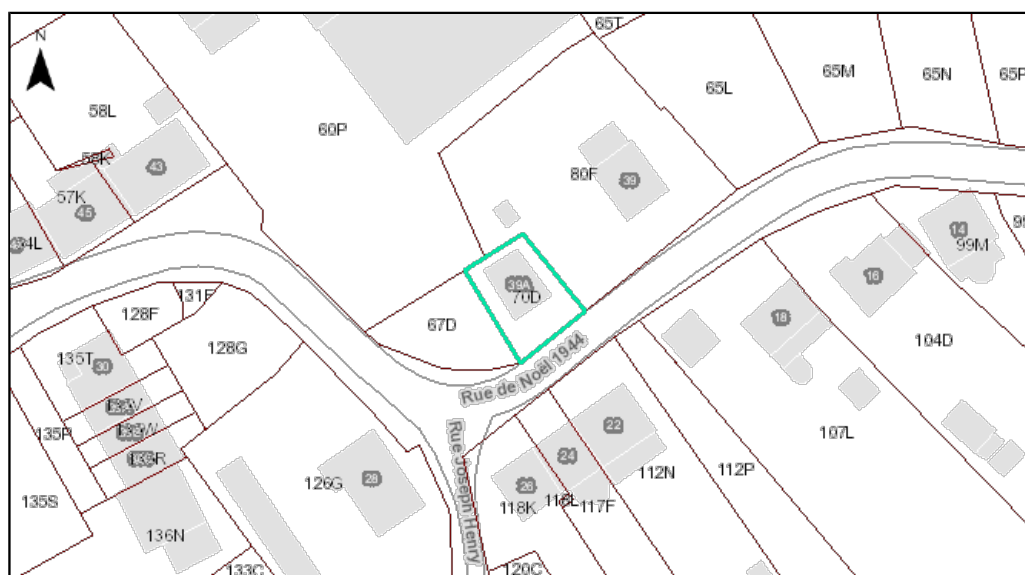 65T
N
65L
65M
65N
65P
58L
60P
43
80F
39
57K
45
14
99M
16
39A
70D
131F
128F
67D
18
128G
104D
135T
30
Rue de Noël 1944
22
107L
135P
24
112N
112P
126G
28
Rue Joseph Henry
26
118K
117F
135S
136N
133C
120C